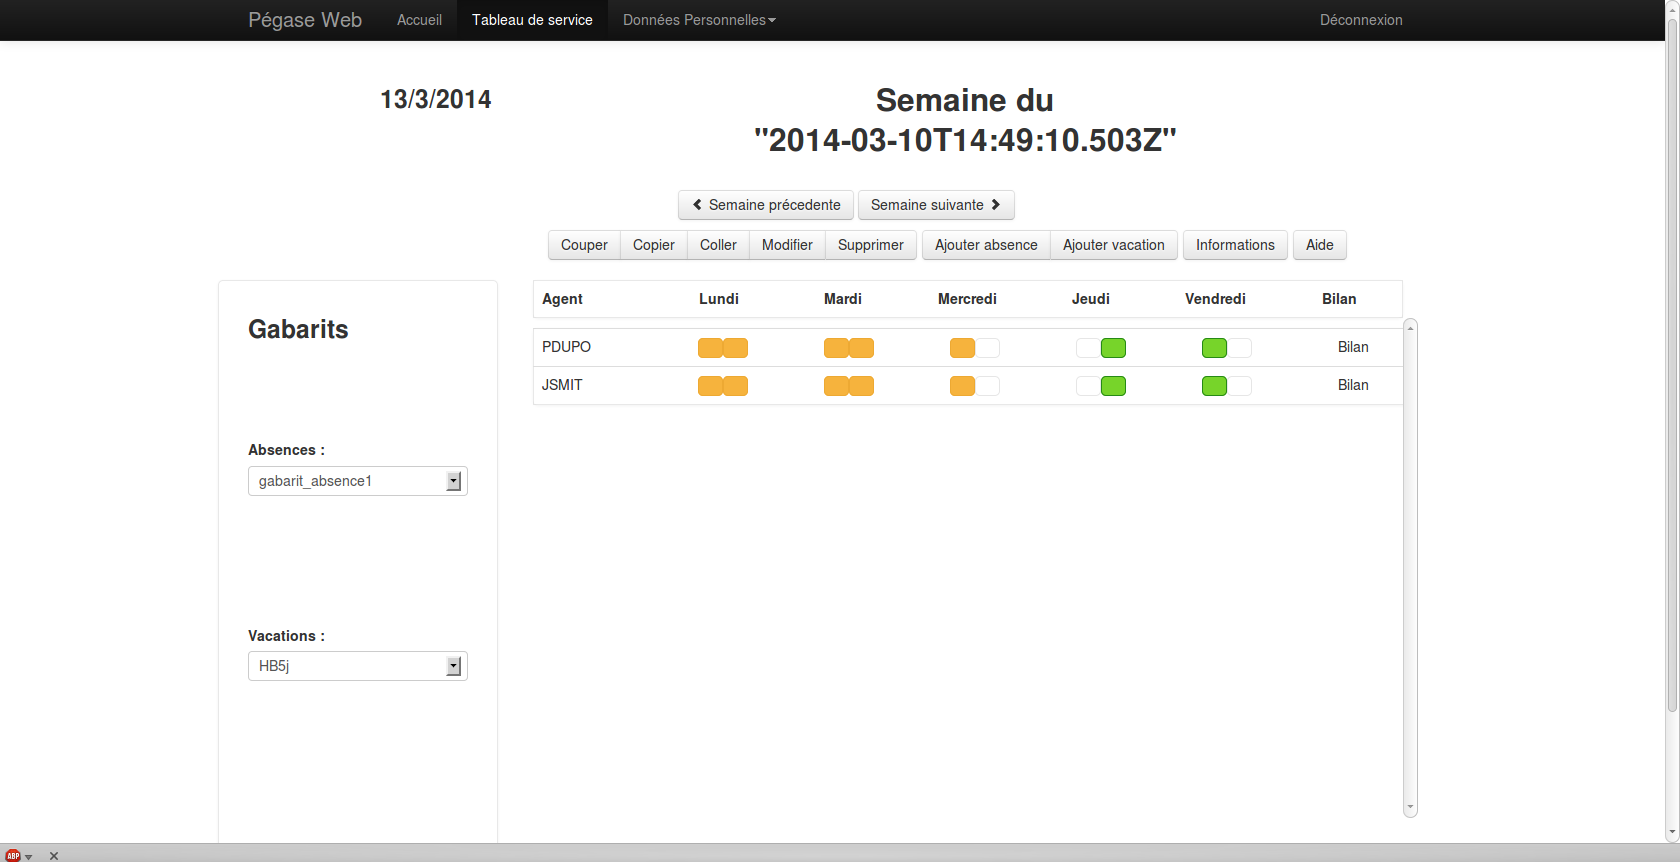 Pégase Web Accueil Tableau de service Données Personnelles Déconnexion
13/3/2014
Semaine du
"2014-03-10T14:49:10.503Z"
Semaine précedente Semaine suivante
Couper Copier Coller Modifier Supprimer Ajouter absence Ajouter vacation Informations Aide
Gabarits
Absences :
gabarit_absence1
Vacations :
HB5j
Agent Lundi Mardi Mercredi Jeudi Vendredi Bilan
PDUPO Bilan
JSMIT Bilan
ABP